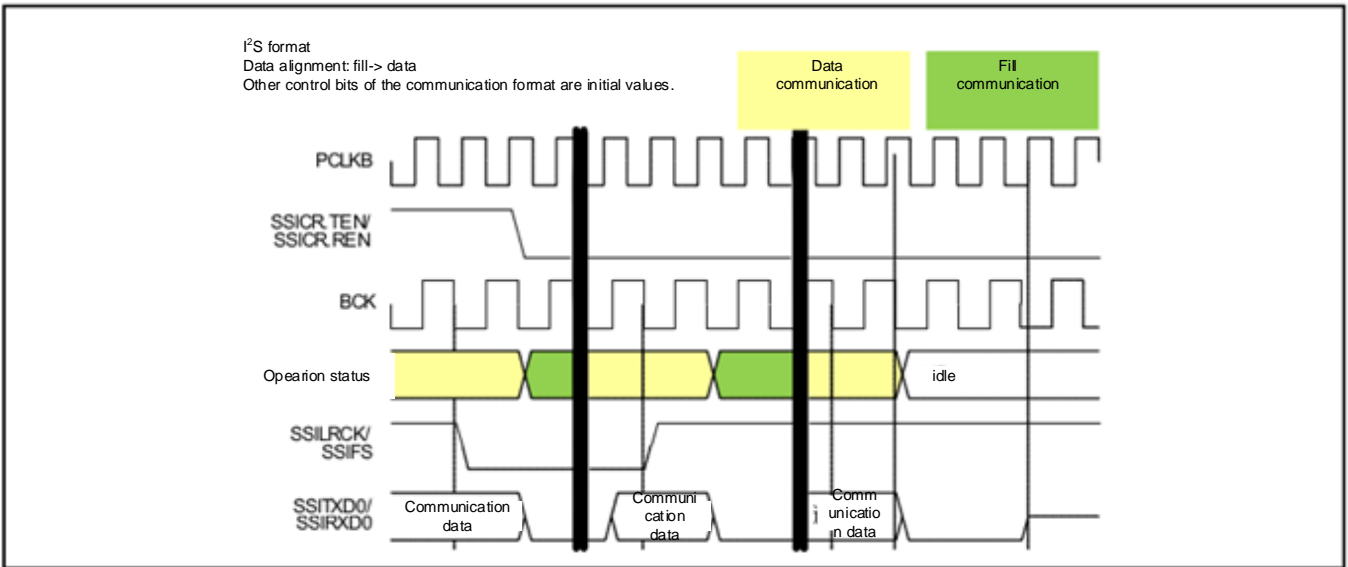 I²S format
Data alignment: fill-> data
Other control bits of the communication format are initial values.
Data
communication
Fill
communication
PCLKB
SSICR.TEN/
SSICR.REN
BCK
Opearion status
idle
SSILRCK/
SSIFS
SSITXD0/
SSIRXD0
Communication
data
Communi
cation
data
Comm
unicatio
n data